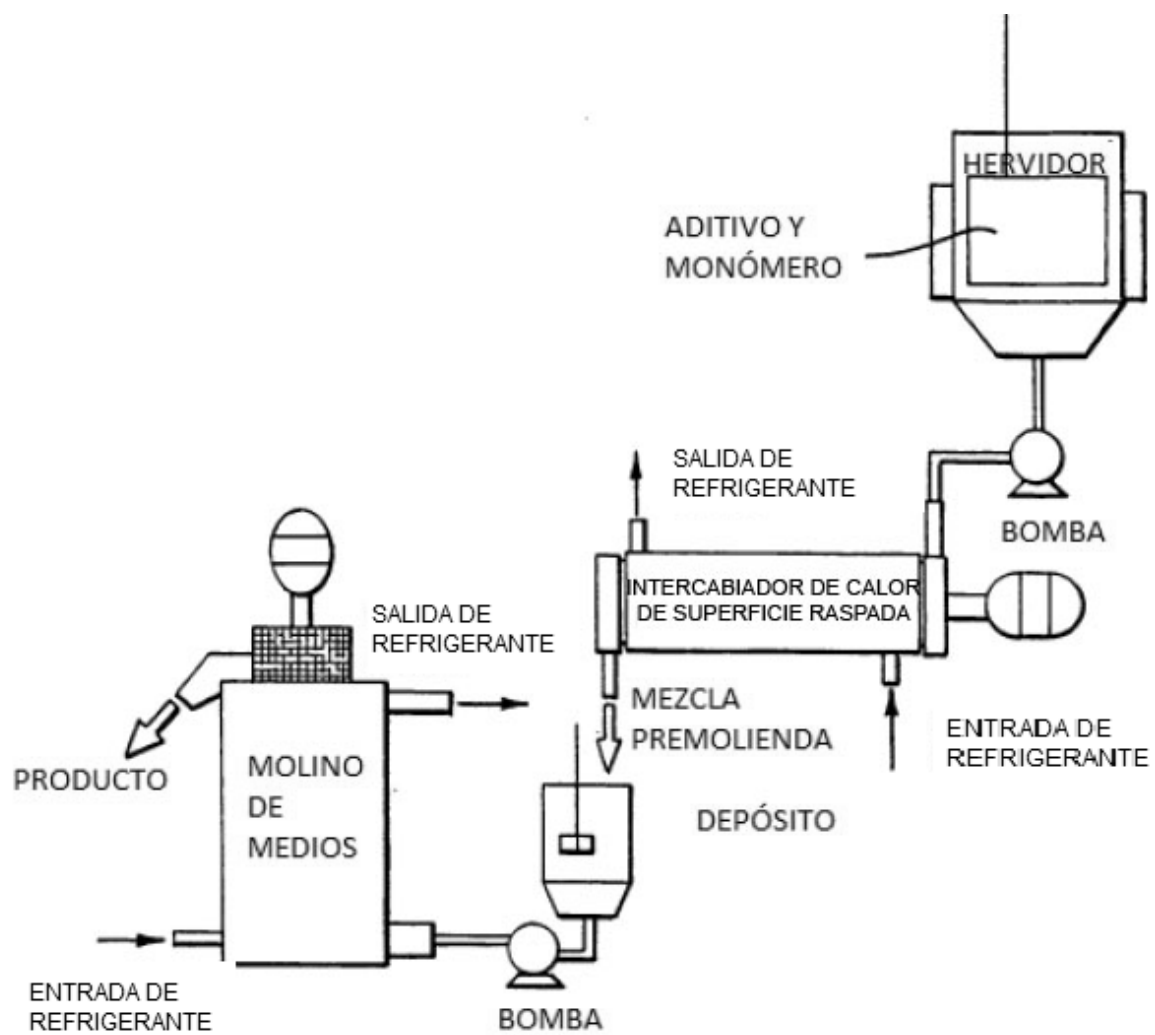 HERVIDOR
ADITIVO Y
MONÓMERO
SALIDA DE
REFRIGERANTE
BOMBA
INTERCABIADOR DE CALOR
DE SUPERFICIE RASPADA
SALIDA DE
REFRIGERANTE
MEZCLA
PREMOLIENDA
ENTRADA DE
REFRIGERANTE
PRODUCTO
MOLINO
DE
MEDIOS
DEPÓSITO
ENTRADA DE
REFRIGERANTE
BOMBA